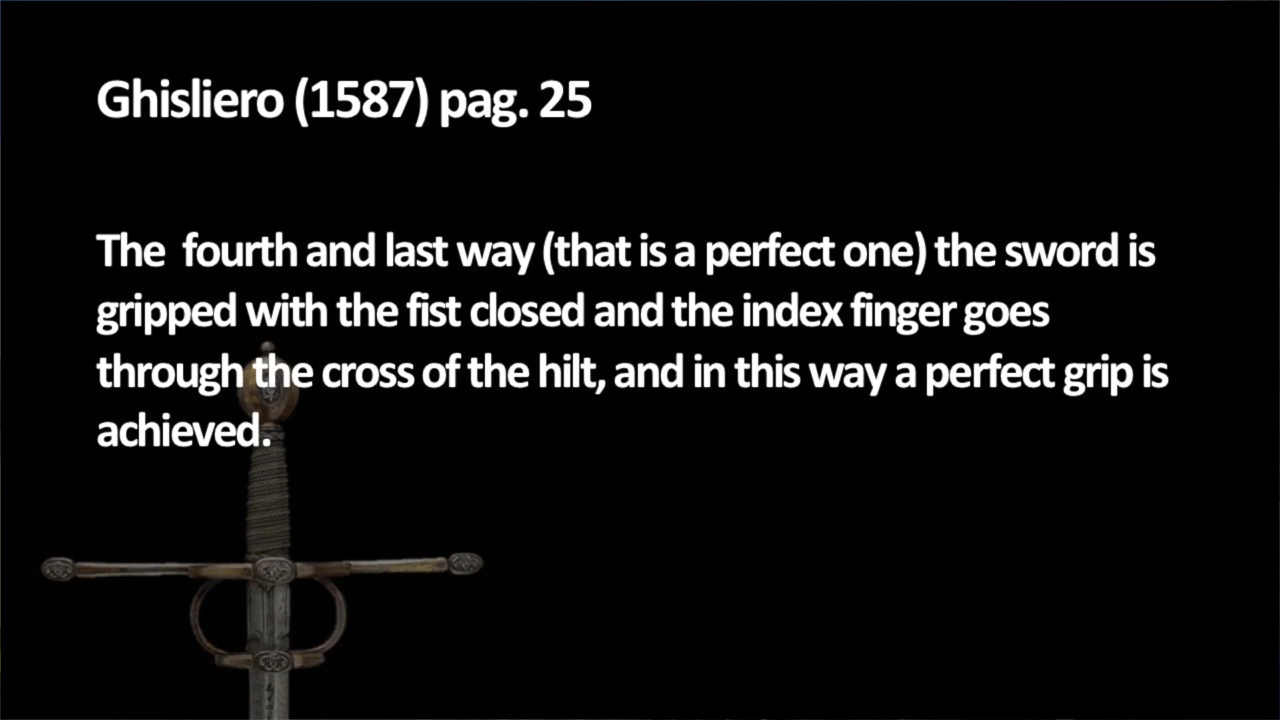 Ghisliero (1587) pag. 25
The  fourth and last way (that is a perfect one) the sword is
gripped with the fist closed and the index finger goes
through the cross of the hilt, and in this way a perfect grip is
achieved.